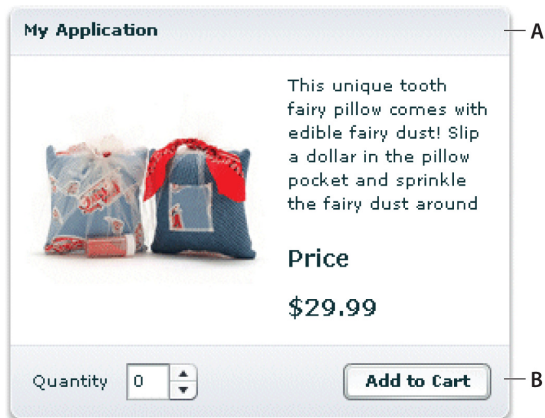 My Application
A
This unique tooth
fairy pillow comes with
edible fairy dust! Slip
a dollar in the pillow
pocket and sprinkle
the fairy dust around
Price
$29.99
Quantity 0 Add to Cart
B